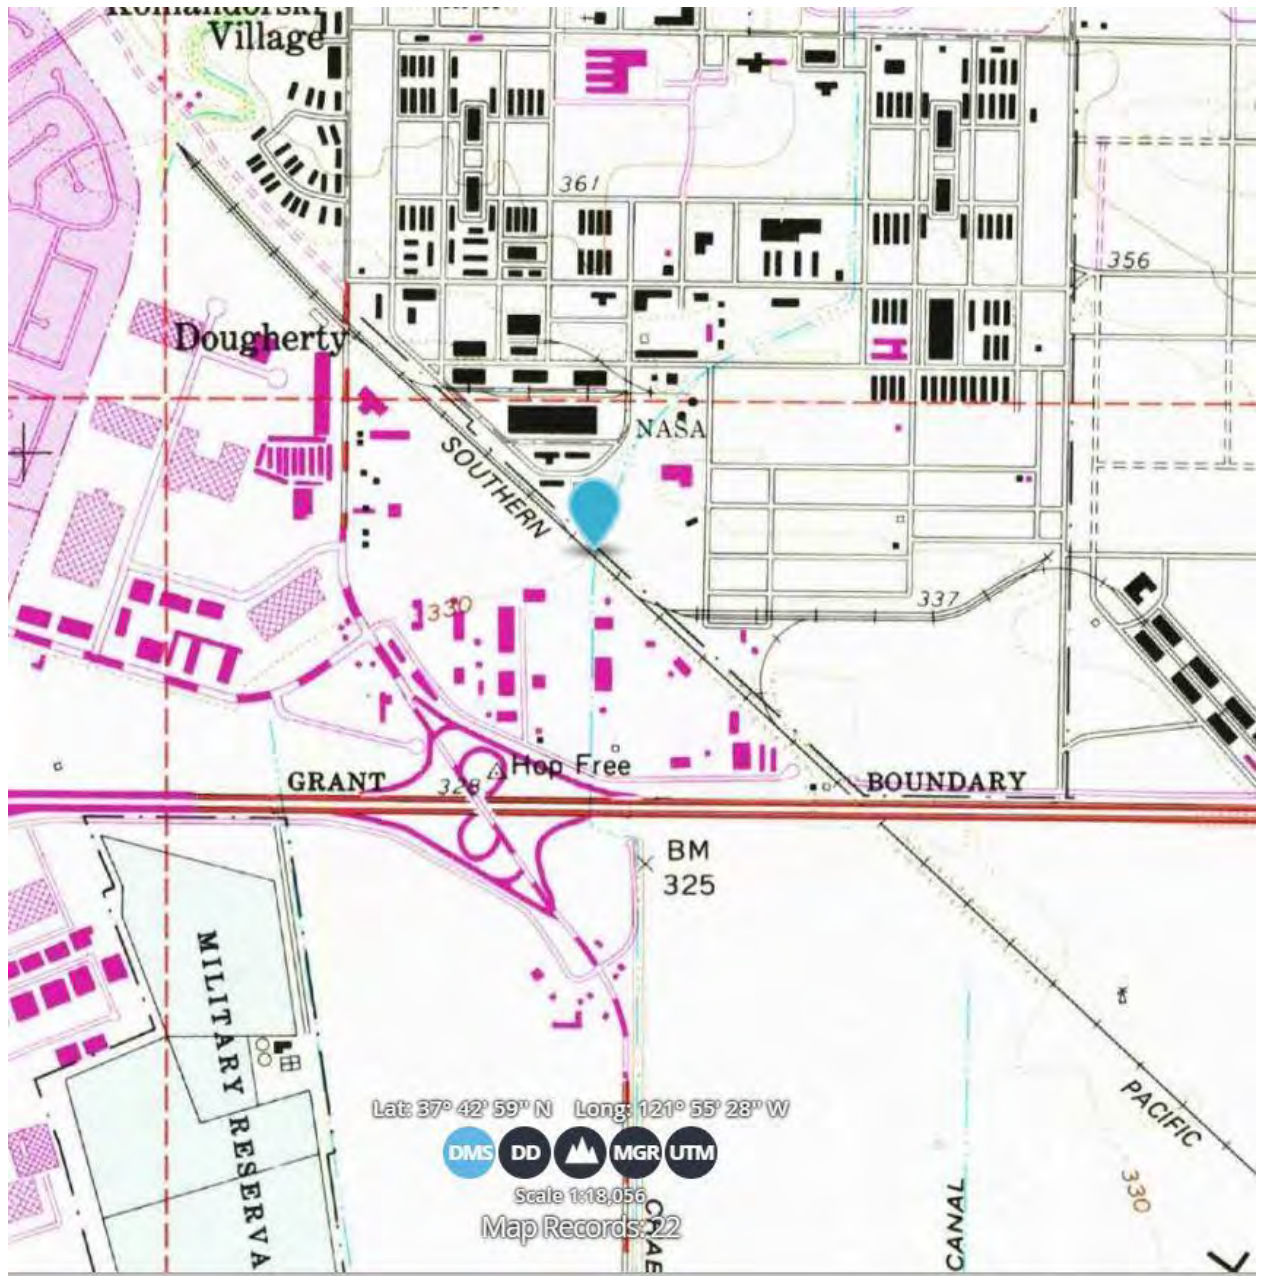 Village
361
356
Dougherty
NASA
SOUTHERN
337
330
Hop Free
GRANT
328
BOUNDARY
BM
325
MILITARY RESERVA
PACIFIC
Lat: 37° 42' 59" N Long: 121° 55' 28" W
DMS DD MGR UTM
Scale 1:18,056
Map Records: 22
330
CANAL